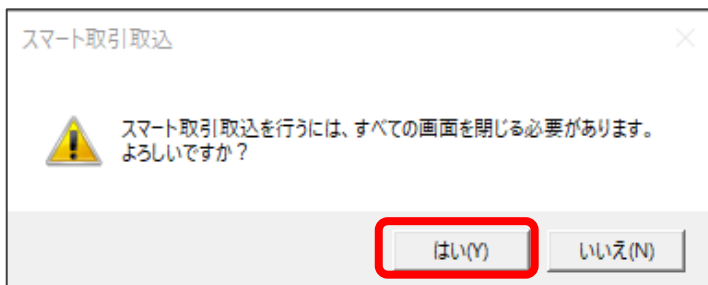 スマート取引取込
スマート取引取込を行うには、すべての画面を閉じる必要があります。
よろしいですか？
はい(Y)
いいえ(N)